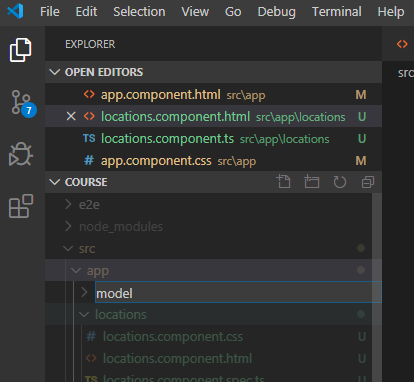 File Edit Selection View Go Debug Terminal Help
EXPLORER
OPEN EDITORS
<> app.component.html src\app M
× <> locations.component.html src\app\locations U
TS locations.component.ts src\app\locations U
# app.component.css src\app M
7
COURSE
e2e
node_modules
src
app
model
locations
# locations.component.css U
<> locations.component.html U
TS locations.component.spec.ts U
<> src